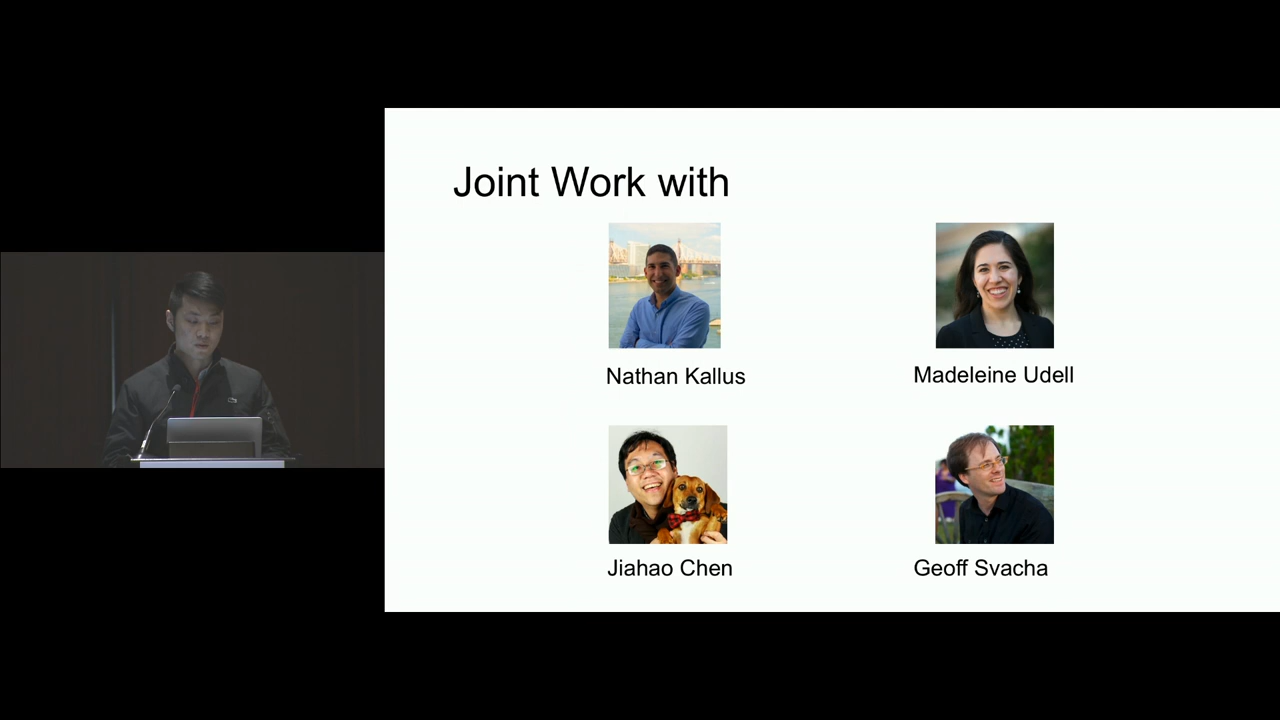 Joint Work with
Nathan Kallus
Madeleine Udell
Jiahao Chen
Geoff Svacha